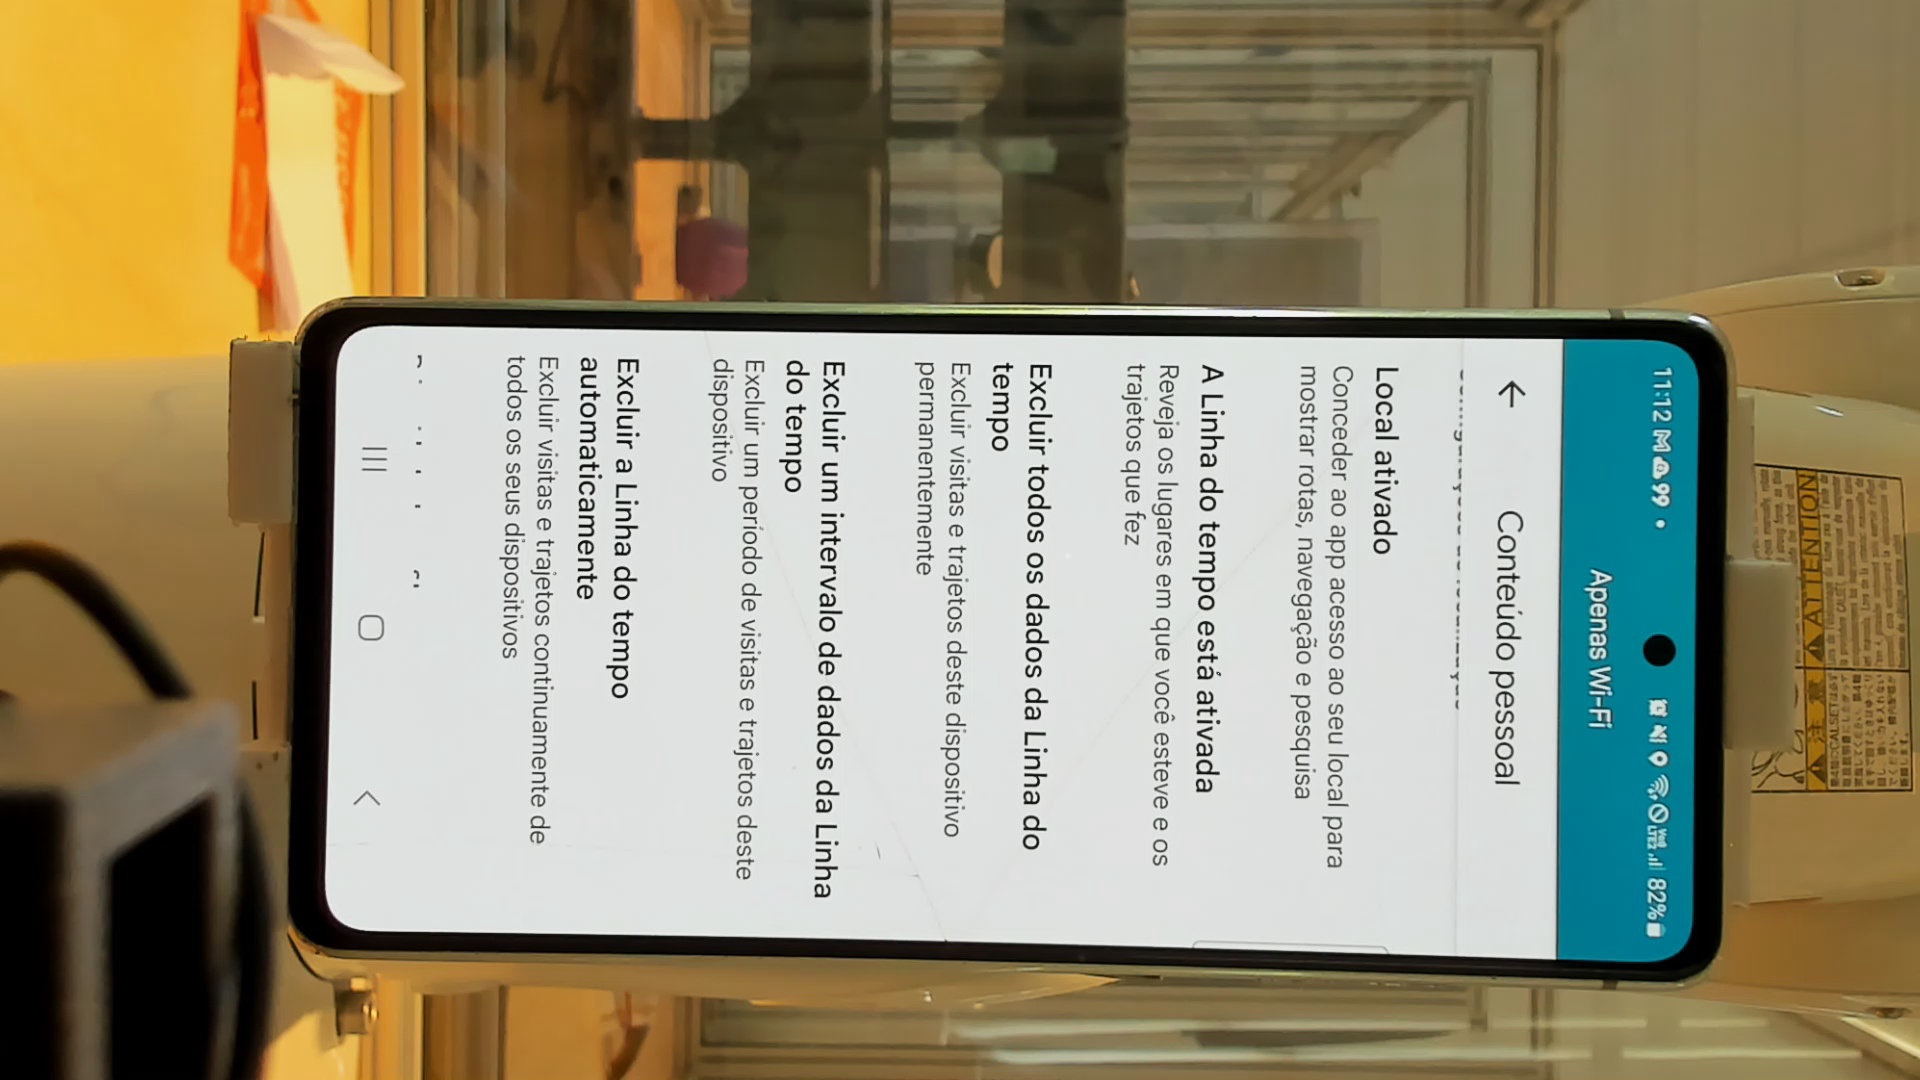 11:12 M 99 •
VoLTE2 82%
Apenas Wi-Fi
Conteúdo pessoal
Local ativado
Conceder ao app acesso ao seu local para
mostrar rotas, navegação e pesquisa
A Linha do tempo está ativada
Reveja os lugares em que você esteve e os
trajetos que fez
Excluir todos os dados da Linha do
tempo
Excluir visitas e trajetos deste dispositivo
permanentemente
Excluir um intervalo de dados da Linha
do tempo
Excluir um período de visitas e trajetos deste
dispositivo
Excluir a Linha do tempo
automaticamente
Excluir visitas e trajetos continuamente de
todos os seus dispositivos
ATTENTION